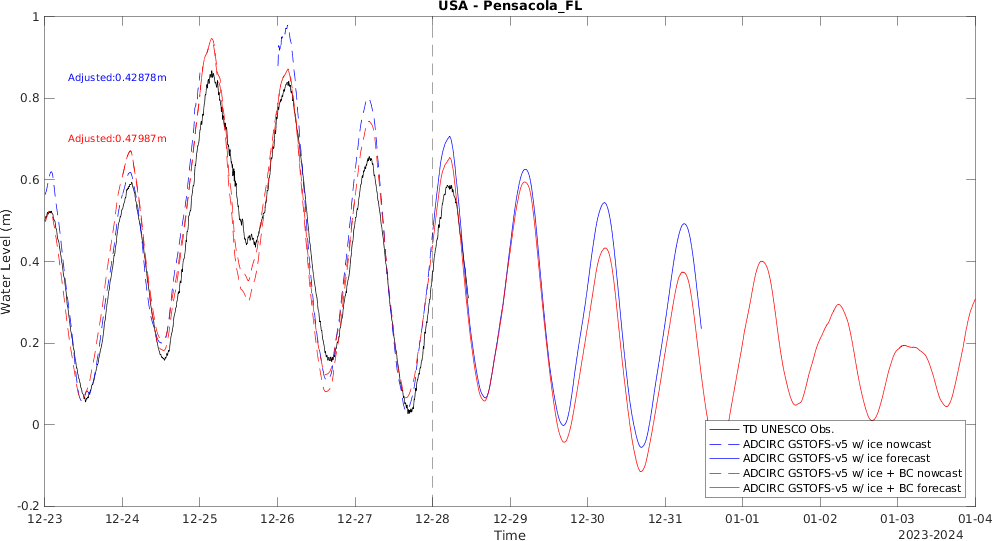 USA - Pensacola_FL
1
Adjusted:0.42878m
0.8
Adjusted:0.47987m
0.6
Water Level (m)
0.4
0.2
0
-0.2
TD UNESCO Obs.
ADCIRC GSTOFS-v5 w/ ice nowcast
ADCIRC GSTOFS-v5 w/ ice forecast
ADCIRC GSTOFS-v5 w/ ice + BC nowcast
ADCIRC GSTOFS-v5 w/ ice + BC forecast
12-23 12-24 12-25 12-26 12-27 12-28 12-29 12-30 12-31 01-01 01-02 01-03 01-04
Time
2023-2024